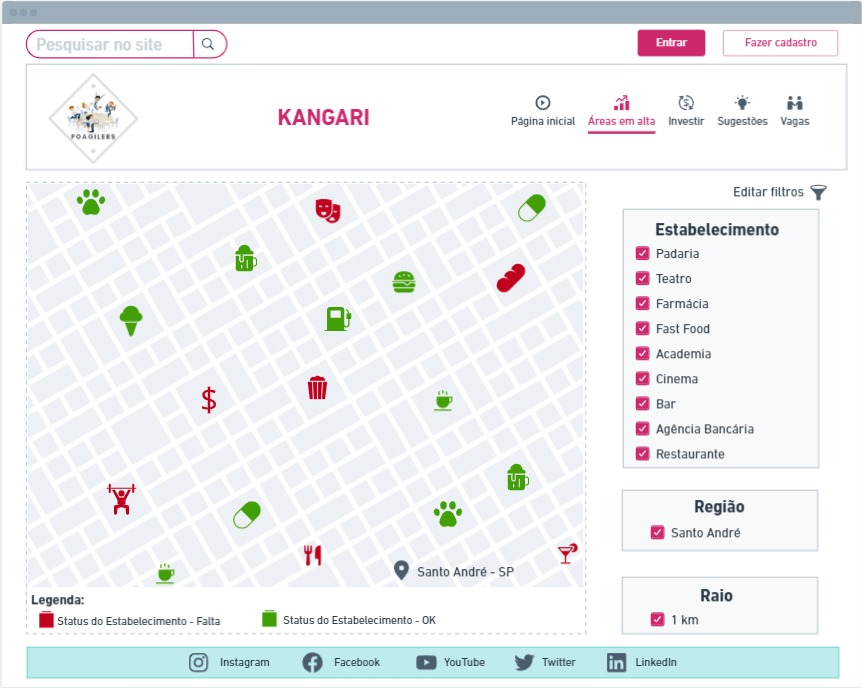 Pesquisar no site
Entrar
Fazer cadastro
POAGILERS
KANGARI
Página inicial
Áreas em alta
Investir
Sugestões
Vagas
Editar filtros
Estabelecimento
Padaria
Teatro
Farmácia
Fast Food
Academia
Cinema
Bar
Agência Bancária
Restaurante
$
Região
Santo André
Santo André - SP
Raio
1 km
Legenda:
Status do Estabelecimento - Falta
Status do Estabelecimento - OK
Instagram
Facebook
YouTube
Twitter
LinkedIn